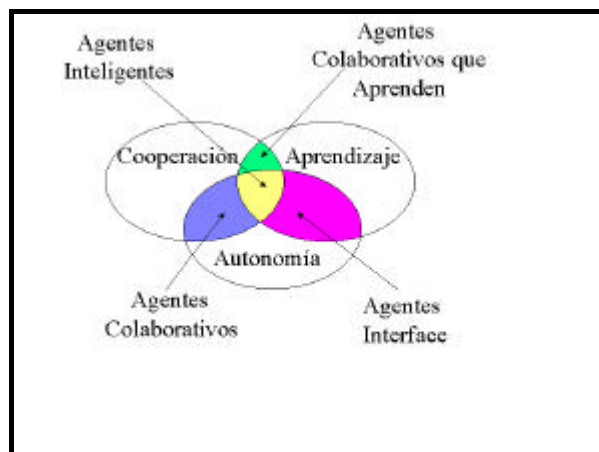 Agentes
Inteligentes
Agentes
Colaborativos que
Aprenden
Cooperación
Aprendizaje
Autonomía
Agentes
Colaborativos
Agentes
Interface